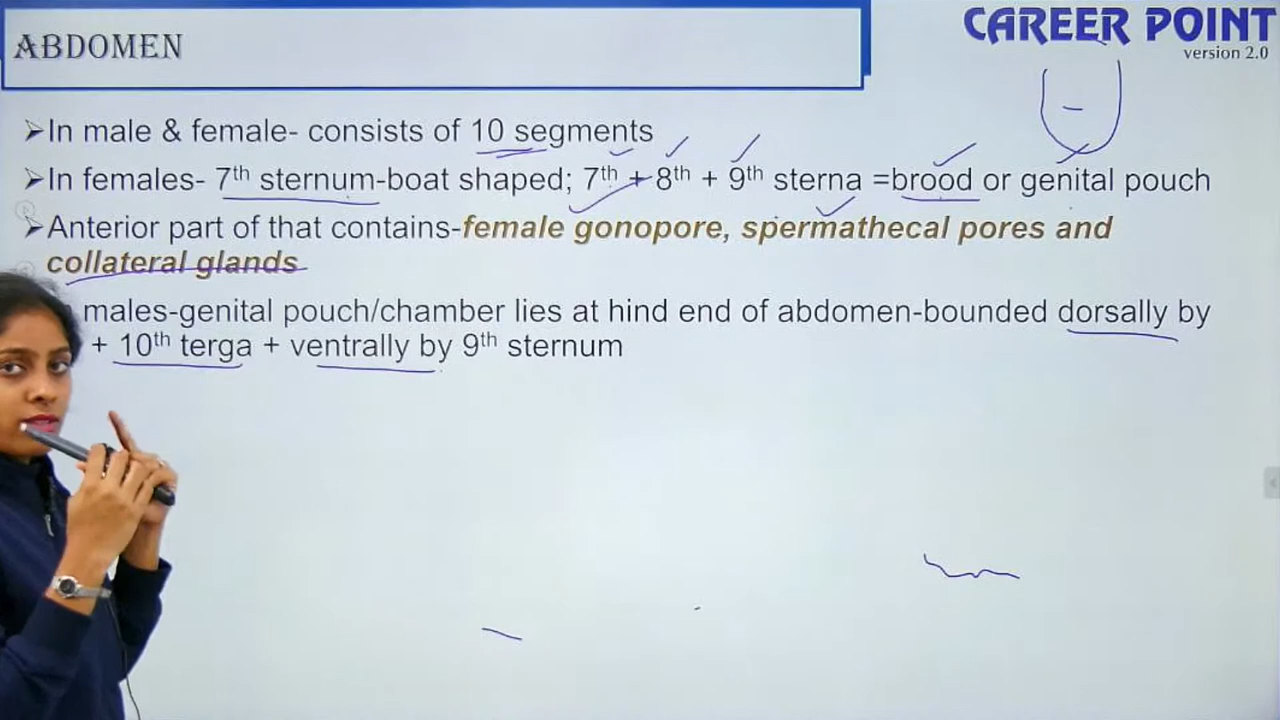 ABDOMEN
CAREER POINT
version 2.0
➢In male & female- consists of 10 segments
➢In females- 7th sternum-boat shaped; 7th + 8th + 9th sterna =brood or genital pouch
➢Anterior part of that contains-female gonopore, spermathecal pores and
collateral glands
males-genital pouch/chamber lies at hind end of abdomen-bounded dorsally by
+ 10th terga + ventrally by 9th sternum